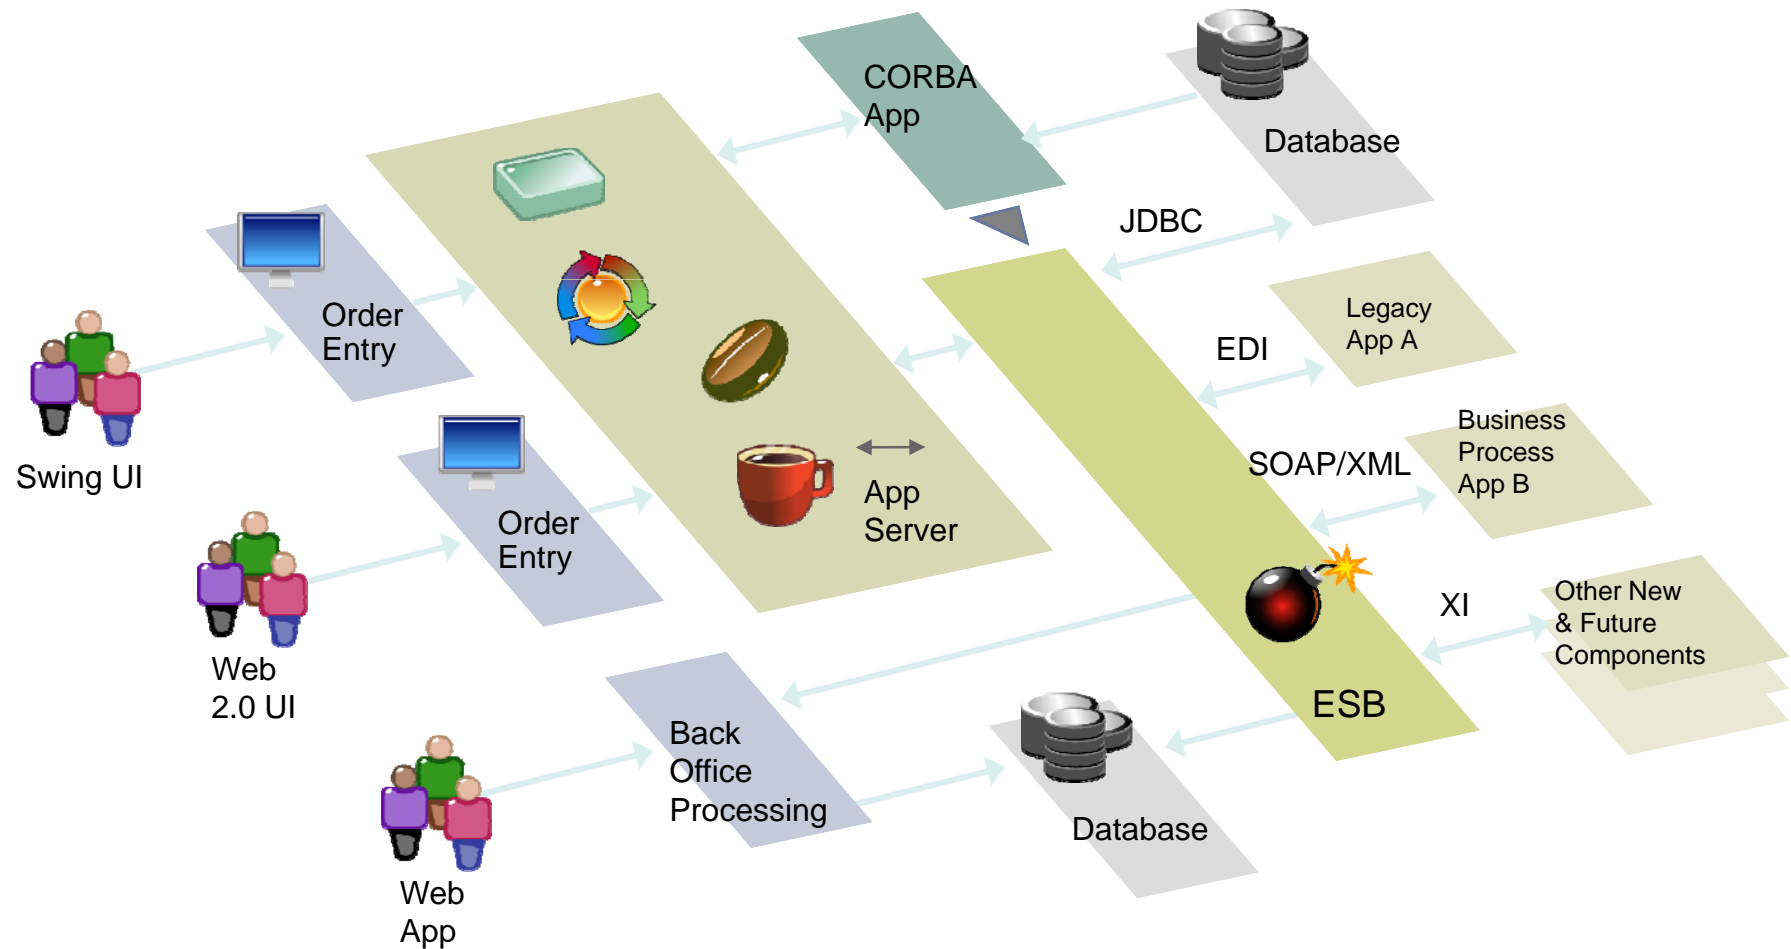 CORBA
App
Database
JDBC
Legacy
App A
EDI
Order
Entry
Swing UI
Business
Process
App B
SOAP/XML
App
Server
Order
Entry
Other New
& Future
Components
XI
Web
2.0 UI
ESB
Back
Office
Processing
Database
Web
App